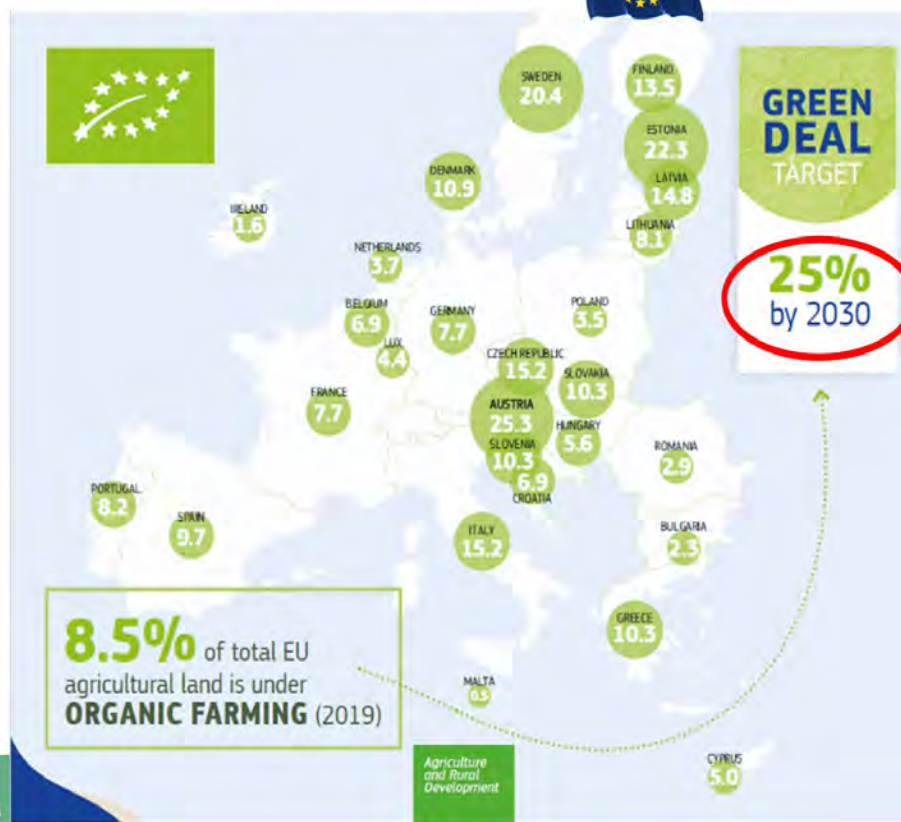 SWEDEN
20.4
FINLAND
13.5
ESTONIA
22.3
LATVIA
14.8
LITHUANIA
8.1
DENMARK
10.9
IRELAND
1.6
NETHERLANDS
3.7
BELGIUM
6.9
LUX
4.4
GERMANY
7.7
POLAND
3.5
CZECH REPUBLIC
15.2
SLOVAKIA
10.3
FRANCE
7.7
AUSTRIA
25.3
HUNGARY
5.6
SLOVENIA
10.3
6.9
CROATIA
ROMANIA
2.9
PORTUGAL
8.2
SPAIN
9.7
ITALY
15.2
BULGARIA
2.3
GREECE
10.3
MALTA
0.5
CYPRUS
5.0
GREEN
DEAL
TARGET
25%
by 2030
8.5% of total EU
agricultural land is under
ORGANIC FARMING (2019)
Agriculture
and Rural
Development